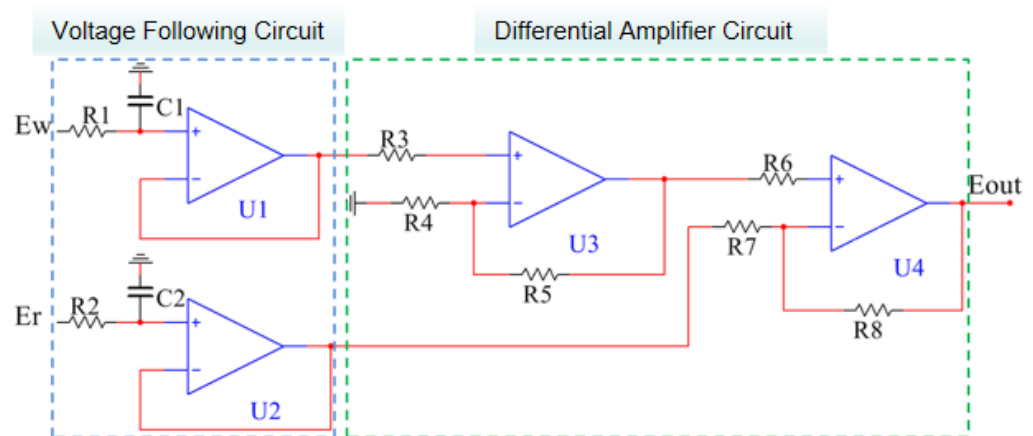 Voltage Following Circuit
Differential Amplifier Circuit
Ew
R1
C1
+
−
U1
R3
R4
+
−
U3
R5
R6
R7
+
−
U4
Eout
R8
Er
R2
C2
+
−
U2